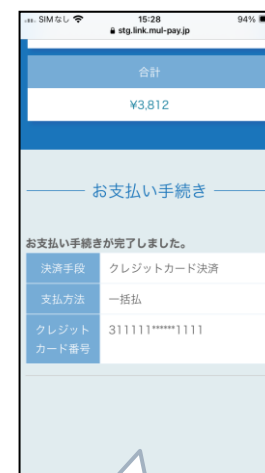 SIMなし 15:28 94%
stg.link.mul-pay.jp
合計
¥3,812
お支払い手続き
お支払い手続きが完了しました。
決済手段 クレジットカード決済
支払方法 一括払
クレジット 311111*****1111
カード番号